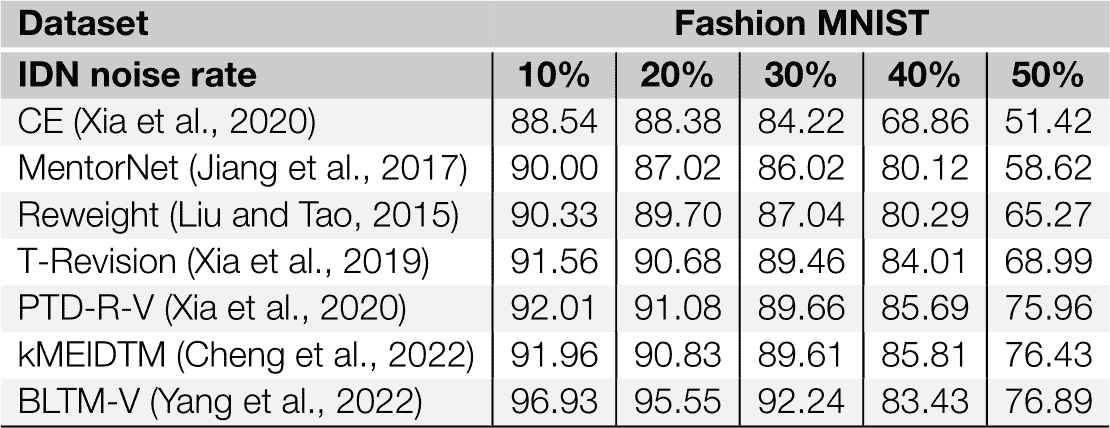 Dataset Fashion MNIST
IDN noise rate 10% 20% 30% 40% 50%
CE (Xia et al., 2020) 88.54 88.38 84.22 68.86 51.42
MentorNet (Jiang et al., 2017) 90.00 87.02 86.02 80.12 58.62
Reweight (Liu and Tao, 2015) 90.33 89.70 87.04 80.29 65.27
T-Revision (Xia et al., 2019) 91.56 90.68 89.46 84.01 68.99
PTD-R-V (Xia et al., 2020) 92.01 91.08 89.66 85.69 75.96
kMEIDTM (Cheng et al., 2022) 91.96 90.83 89.61 85.81 76.43
BLTM-V (Yang et al., 2022) 96.93 95.55 92.24 83.43 76.89